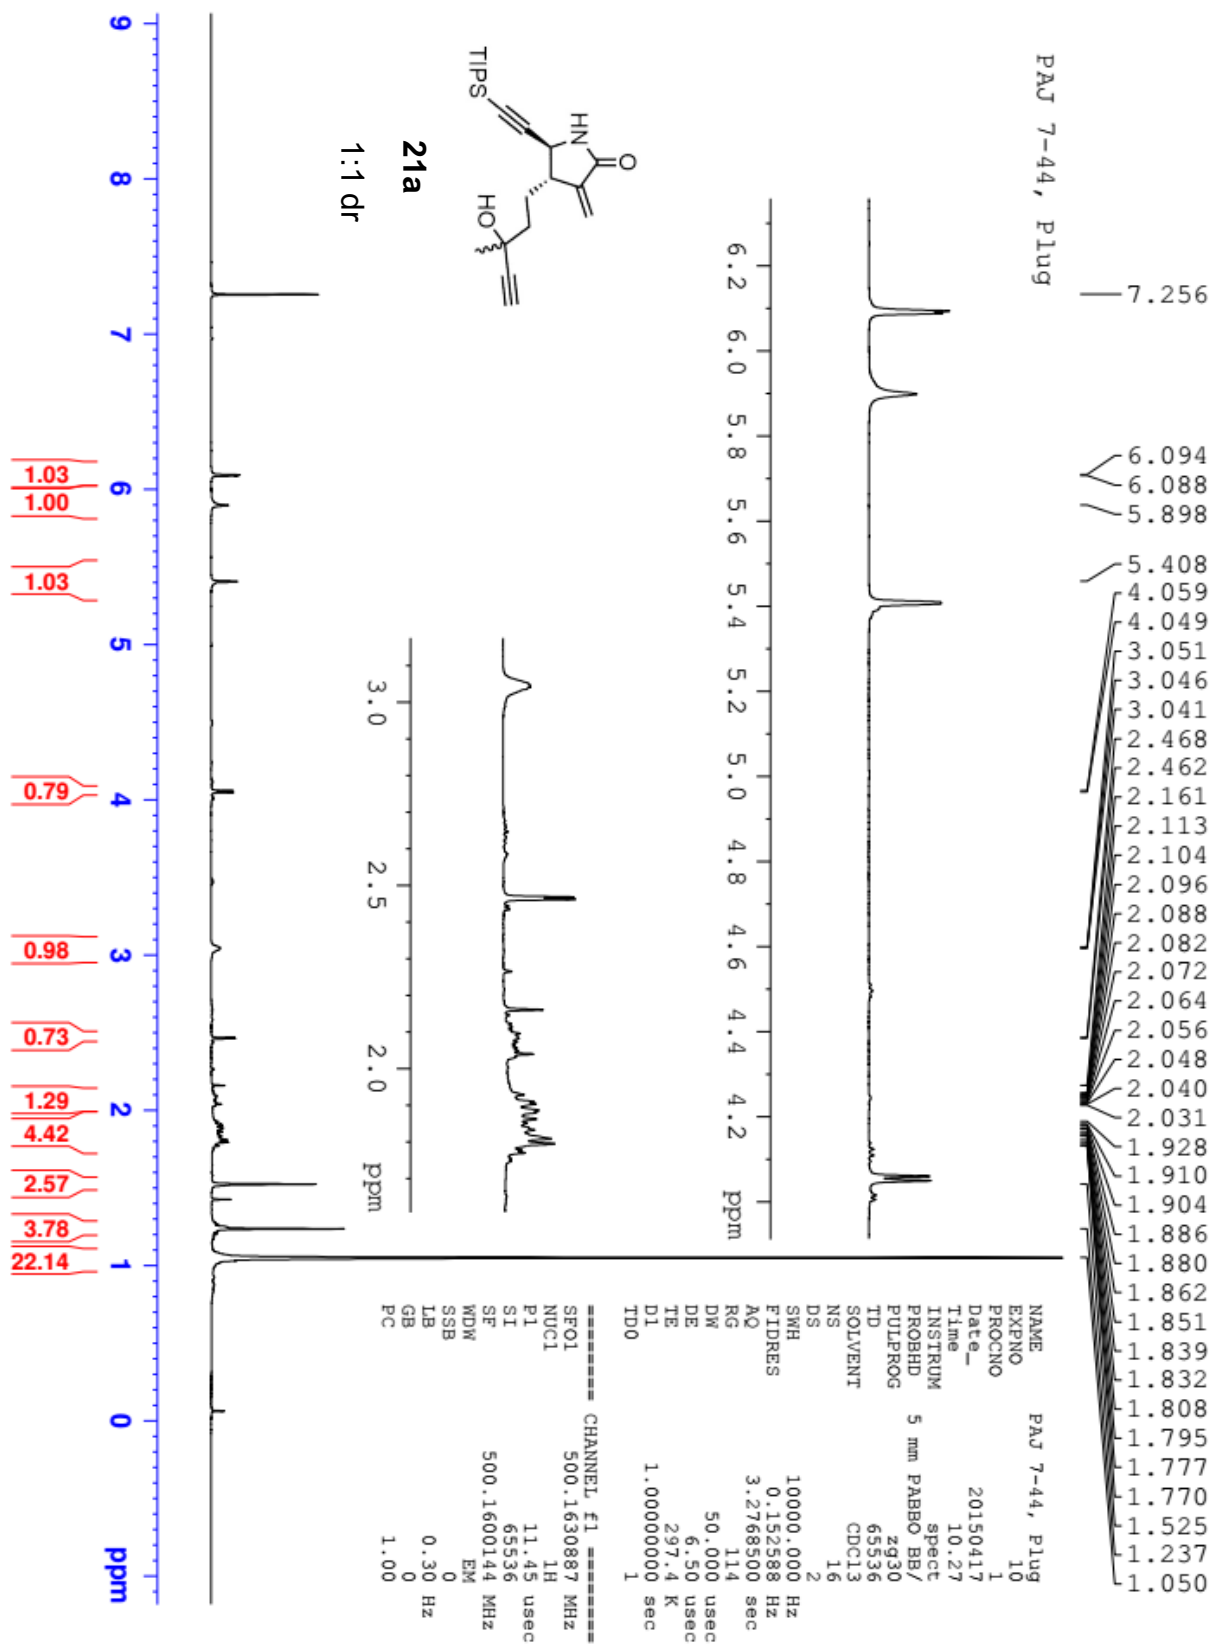 PAJ 7-44, Plug
7.256
6.094
6.088
5.898
5.408
4.059
4.049
3.051
3.046
3.041
2.468
2.462
2.161
2.113
2.104
2.096
2.088
2.082
2.072
2.064
2.056
2.048
2.040
2.031
1.928
1.910
1.904
1.886
1.880
1.862
1.851
1.839
1.832
1.808
1.795
1.777
1.770
1.525
1.237
1.050
6.2 6.0 5.8 5.6 5.4 5.2 5.0 4.8 4.6 4.4 4.2 ppm
O
HN
TIPS
HO
21a
1:1 dr
3.0 2.5 2.0 ppm
NAME PAJ 7-44, Plug
EXPNO 10
PROCNO 1
Date_ 20150417
Time 10.27
INSTRUM spect
PROBHD 5 mm PABBO BB/
PULPROG zg30
TD 65536
SOLVENT CDCl3
NS 16
DS 2
SWH 10000.000 Hz
FIDRES 0.152588 Hz
AQ 3.2768500 sec
RG 114
DW 50.000 usec
DE 6.50 usec
TE 297.4 K
D1 1.00000000 sec
TD0 1
======== CHANNEL f1 ========
SFO1 500.1630887 MHz
NUC1 1H
P1 11.45 usec
SI 65536
SF 500.1600144 MHz
WDW EM
SSB 0
LB 0.30 Hz
GB 0
PC 1.00
9 8 7 6 5 4 3 2 1 0 ppm
1.03
1.00
1.03
0.79
0.98
0.73
1.29
4.42
2.57
3.78
22.14